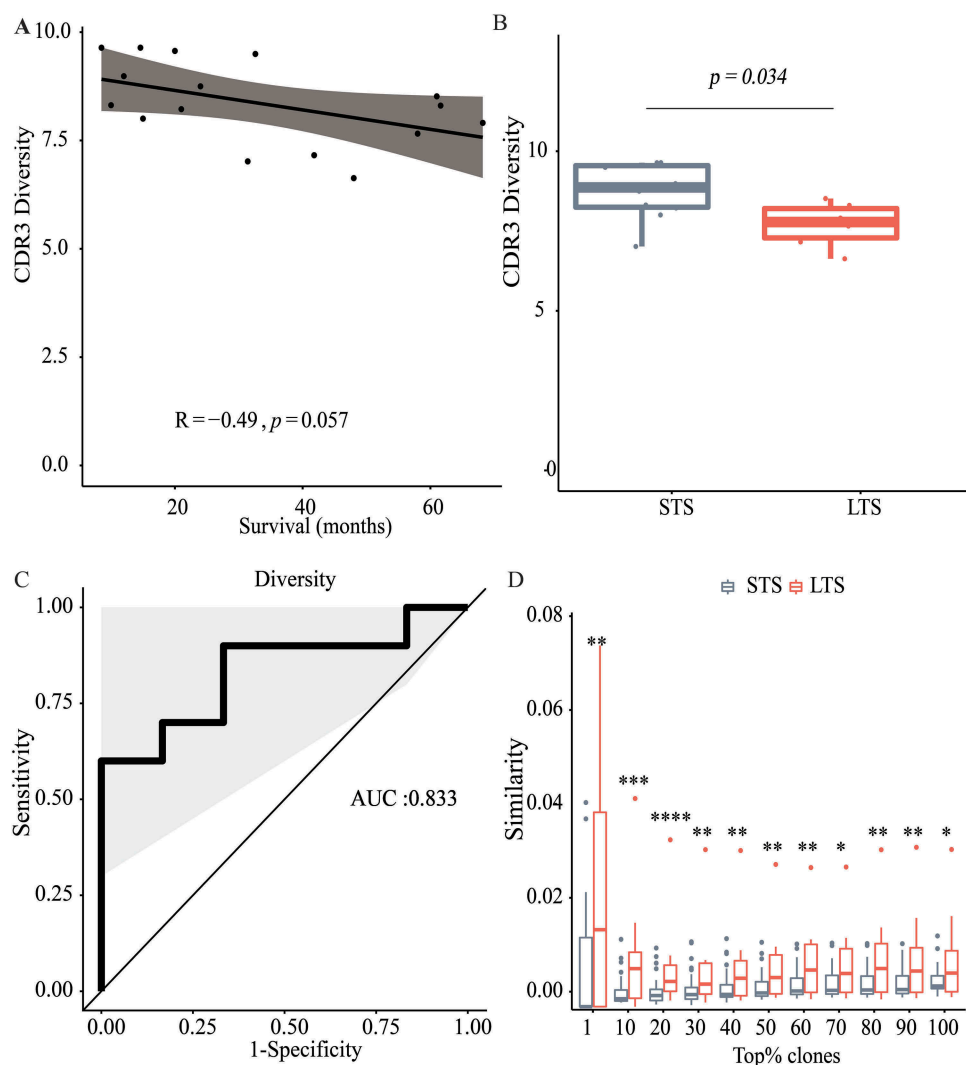 A
CDR3 Diversity
10.0
7.5
5.0
2.5
0.0
R = −0.49 , p = 0.057
20
40
60
Survival (months)
B
CDR3 Diversity
10
5
0
p = 0.034
STS
LTS
C
Diversity
Sensitivity
1.00
0.75
0.50
0.25
0.00
AUC :0.833
0.00
0.25
0.50
0.75
1.00
1-Specificity
D
STS
LTS
Similarity
0.08
0.06
0.04
0.02
0.00
** *** **** ** ** ** ** * ** ** *
1 10 20 30 40 50 60 70 80 90 100
Top% clones